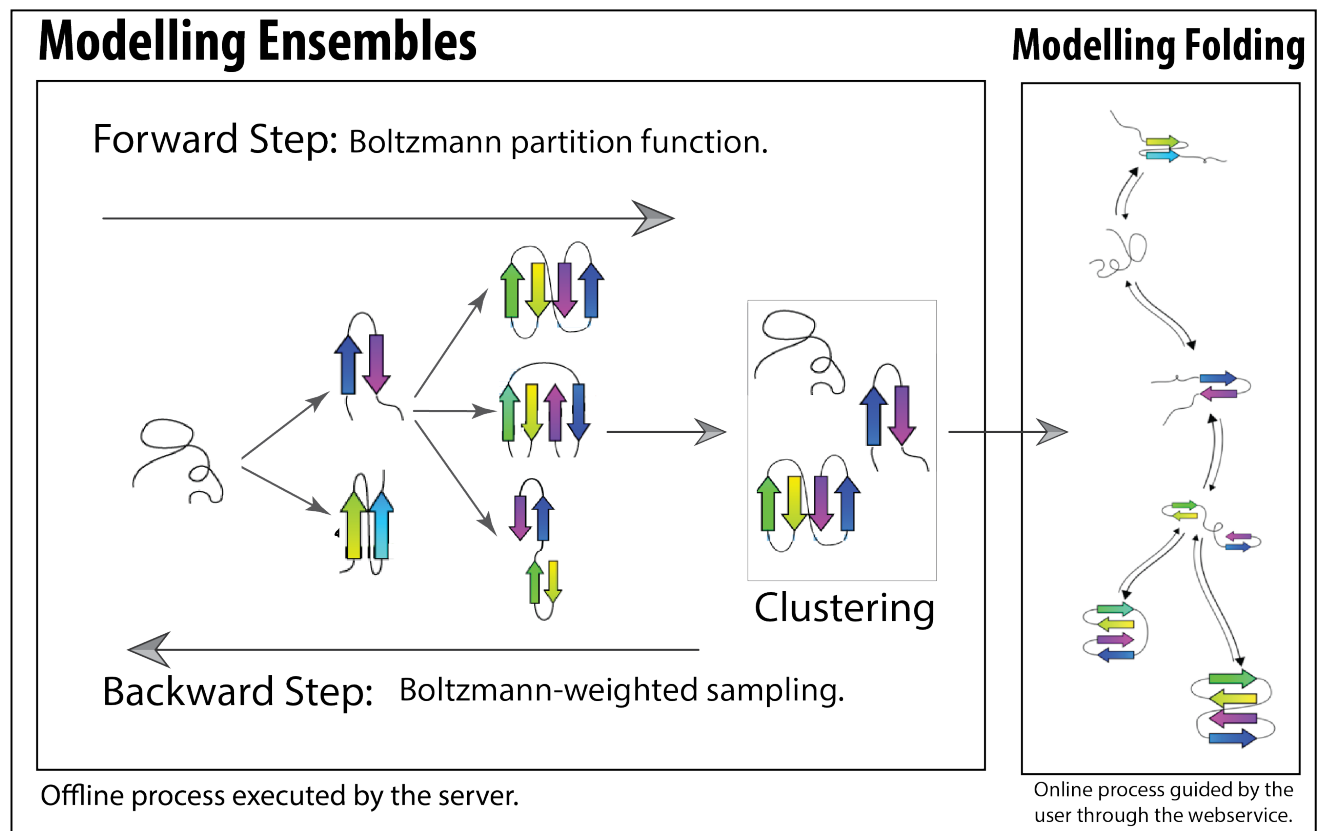 Modelling Ensembles
Modelling Folding
Forward Step: Boltzmann partition function.
Clustering
Backward Step: Boltzmann-weighted sampling.
Offline process executed by the server.
Online process guided by the
user through the webservice.